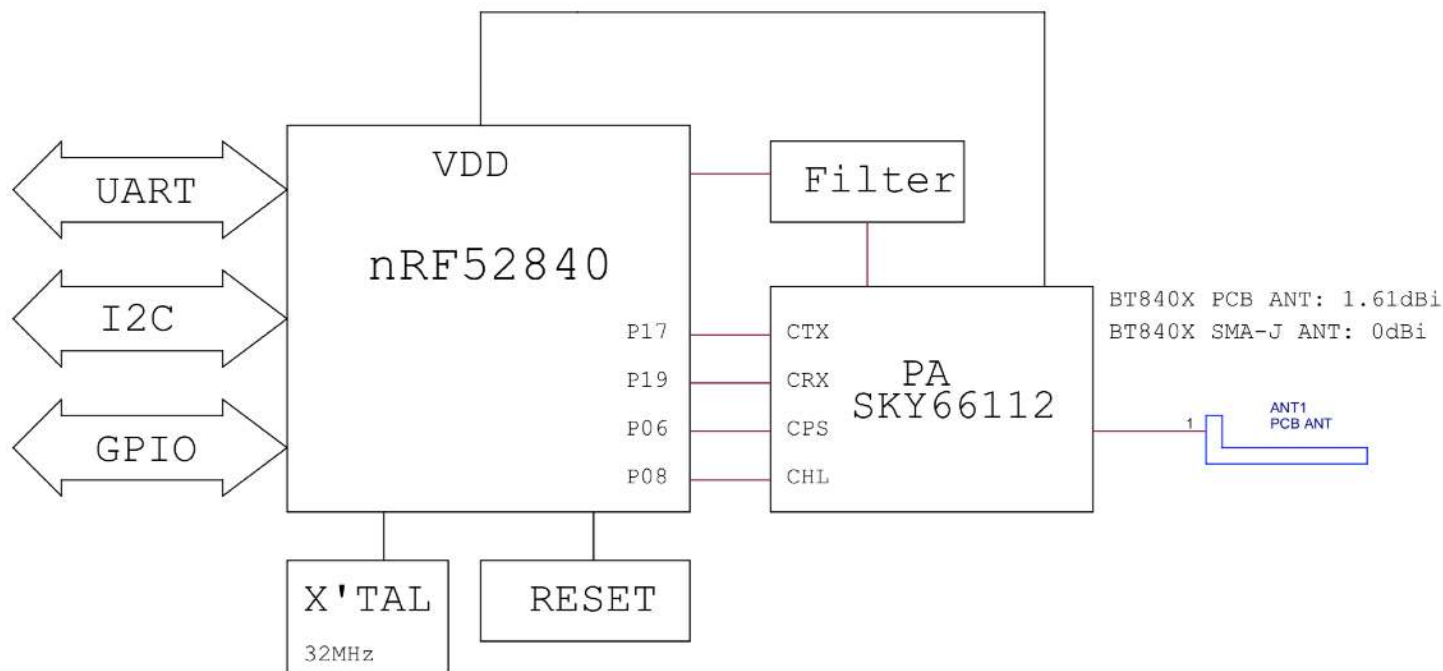 VDD
UART
Filter
nRF52840
I2C
BT840X PCB ANT: 1.61dBi
BT840X SMA-J ANT: 0dBi
P17
CTX
P19
CRX
PA
SKY66112
P06
CPS
P08
CHL
1
ANT1
PCB ANT
GPIO
X'TAL
32MHz
RESET